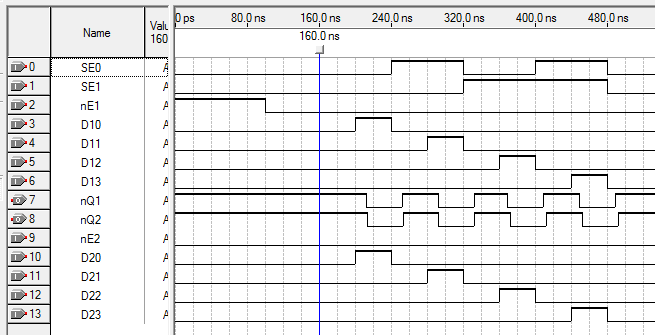 Name
Valu
160
0 ps
80.0 ns
160.0 ns
240.0 ns
320.0 ns
400.0 ns
480.0 ns
160.0 ns
0 SE0 A
1 SE1 A
2 nE1 A
3 D10 A
4 D11 A
5 D12 A
6 D13 A
7 nQ1 A
8 nQ2 A
9 nE2 A
10 D20 A
11 D21 A
12 D22 A
13 D23 A